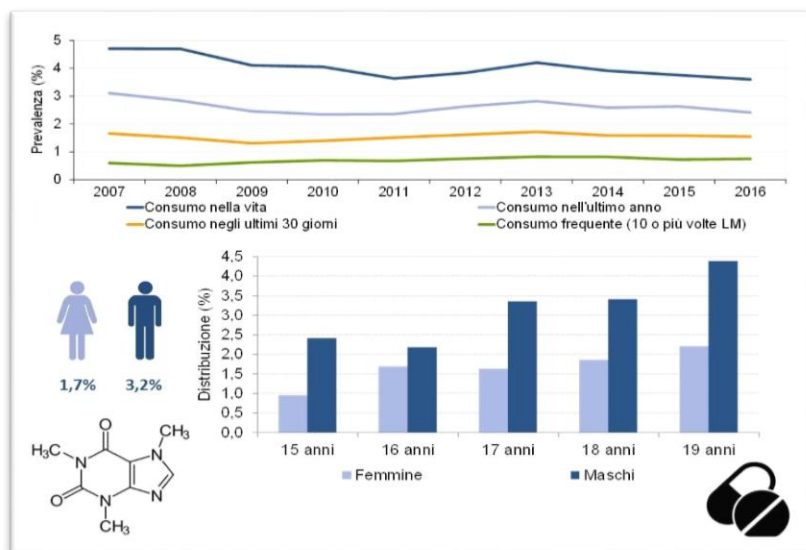 5
4
3
2
1
0
Prevalenza (%)
2007 2008 2009 2010 2011 2012 2013 2014 2015 2016
Consumo nella vita Consumo nell'ultimo anno
Consumo negli ultimi 30 giorni Consumo frequente (10 o più volte LM)
1,7% 3,2%
4,5
4,0
3,5
3,0
2,5
2,0
1,5
1,0
0,5
0,0
Distribuzione (%)
15 anni 16 anni 17 anni 18 anni 19 anni
Femmine Maschi
O
CH₃
H₃C
N
N
O
N
N
CH₃